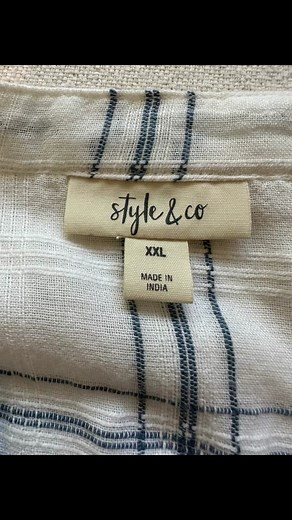 style & co
XXL
MADE IN
INDIA